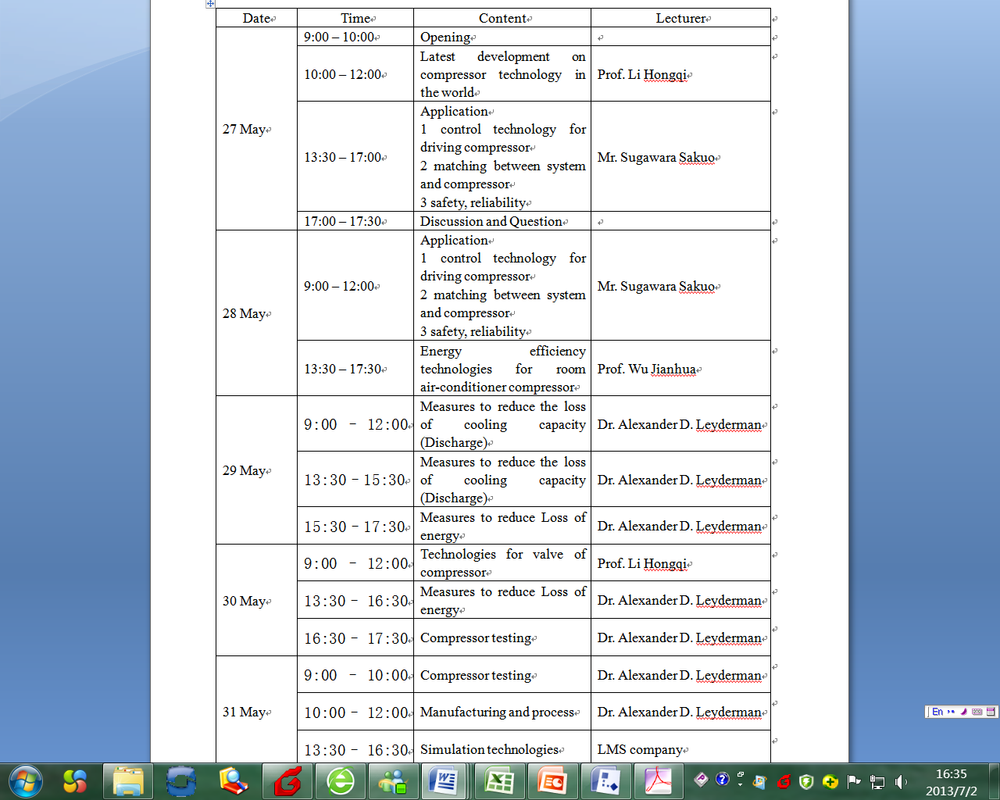 Date Time Content Lecturer
27 May
9:00 – 10:00 Opening
10:00 – 12:00
Latest development on
compressor technology in
the world
Prof. Li Hongqi
13:30 – 17:00
Application
1 control technology for
driving compressor
2 matching between system
and compressor
3 safety, reliability
Mr. Sugawara Sakuo
17:00 – 17:30 Discussion and Question
28 May
9:00 – 12:00
Application
1 control technology for
driving compressor
2 matching between system
and compressor
3 safety, reliability
Mr. Sugawara Sakuo
13:30 – 17:30
Energy efficiency
technologies for room
air-conditioner compressor
Prof. Wu Jianhua
29 May
9:00 - 12:00
Measures to reduce the loss
of cooling capacity
(Discharge)
Dr. Alexander D. Leyderman
13:30 - 15:30
Measures to reduce the loss
of cooling capacity
(Discharge)
Dr. Alexander D. Leyderman
15:30 - 17:30
Measures to reduce Loss of
energy
Dr. Alexander D. Leyderman
30 May
9:00 - 12:00
Technologies for valve of
compressor
Prof. Li Hongqi
13:30 - 16:30
Measures to reduce Loss of
energy
Dr. Alexander D. Leyderman
16:30 - 17:30 Compressor testing Dr. Alexander D. Leyderman
31 May
9:00 - 10:00 Compressor testing Dr. Alexander D. Leyderman
10:00 - 12:00 Manufacturing and process Dr. Alexander D. Leyderman
13:30 - 16:30 Simulation technologies LMS company
En
16:35
2013/7/2